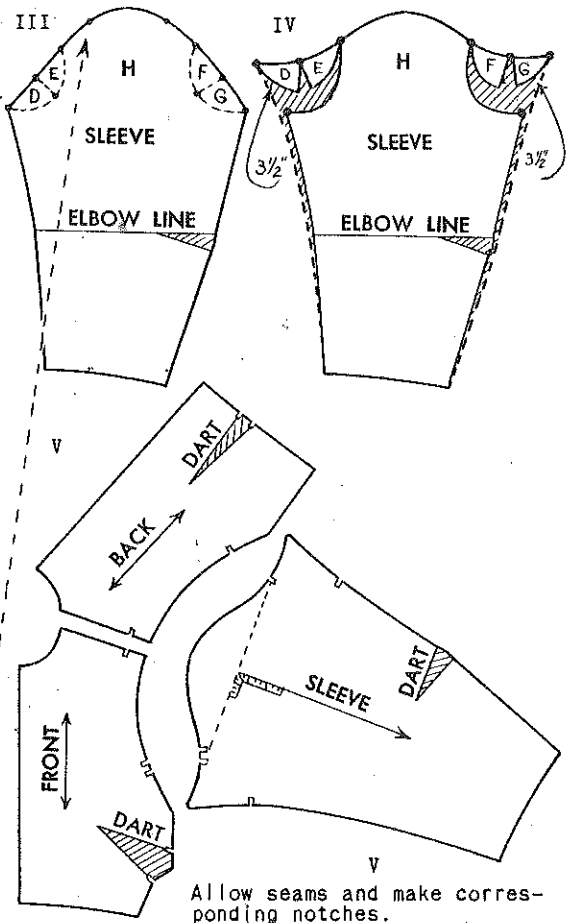 III
H
E
D
F
G
SLEEVE
ELBOW LINE
IV
H
D
E
F
G
SLEEVE
3½"
3½"
ELBOW LINE
V
DART
BACK
FRONT
DART
SLEEVE
DART
V
Allow seams and make corres-
ponding notches.